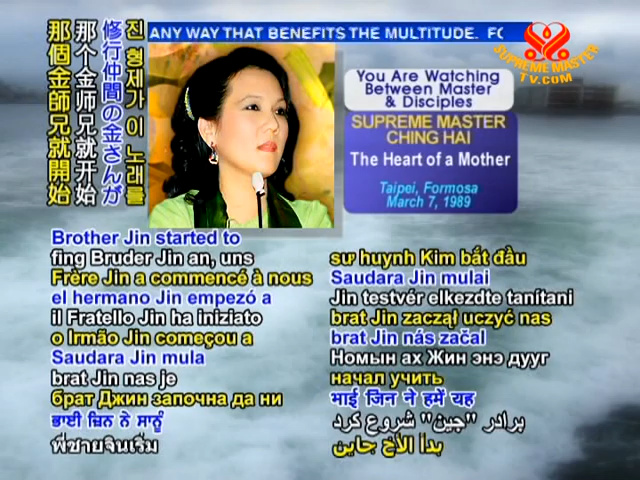 ANY WAY THAT BENEFITS THE MULTITUDE. FO
SUPREME MASTER
TV.COM
You Are Watching
Between Master
& Disciples
SUPREME MASTER
CHING HAI
The Heart of a Mother
Taipei, Formosa
March 7, 1989
那個金師兄就開始
那个金师兄就开始
修行仲間の金さんが
진 형제가 이 노래를
Brother Jin started to
fing Bruder Jin an, uns
Frère Jin a commencé à nous
el hermano Jin empezó a
il Fratello Jin ha iniziato
o Irmão Jin começou a
Saudara Jin mula
brat Jin nas je
брат Джин започна да ни
ਭਾਈ ਜ਼ਿਨ ਨੇ ਸਾਨੂੰ
พี่ชายจินเริ่ม
sư huynh Kim bắt đầu
Saudara Jin mulai
Jin testvér elkezdte tanítani
brat Jin zaczął uczyć nas
brat Jin nás začal
Номын ах Жин энэ дууг
начал учить
भाई जिन ने हमें यह
برادر "جین" شروع کرد
بدأ الأخ جاين